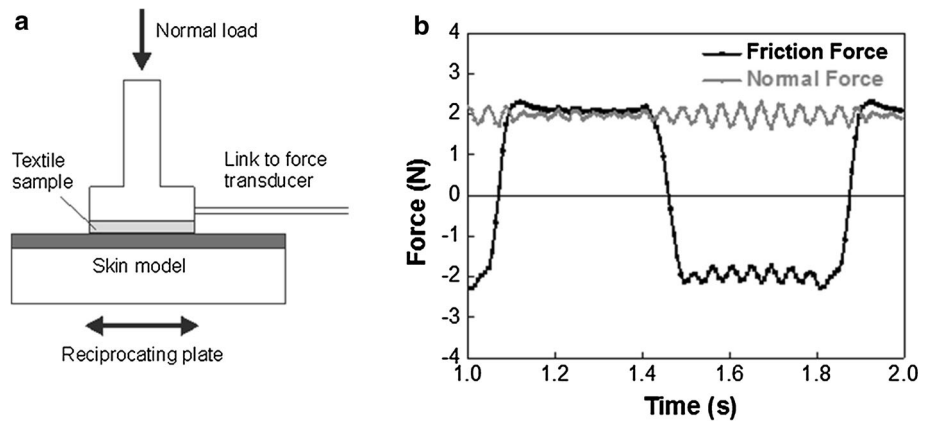 a
Normal load
Textile
sample
Link to force
transducer
Skin model
Reciprocating plate
b
Friction Force
Normal Force
Force (N)
4
3
2
1
0
-1
-2
-3
-4
1.0 1.2 1.4 1.6 1.8 2.0
Time (s)